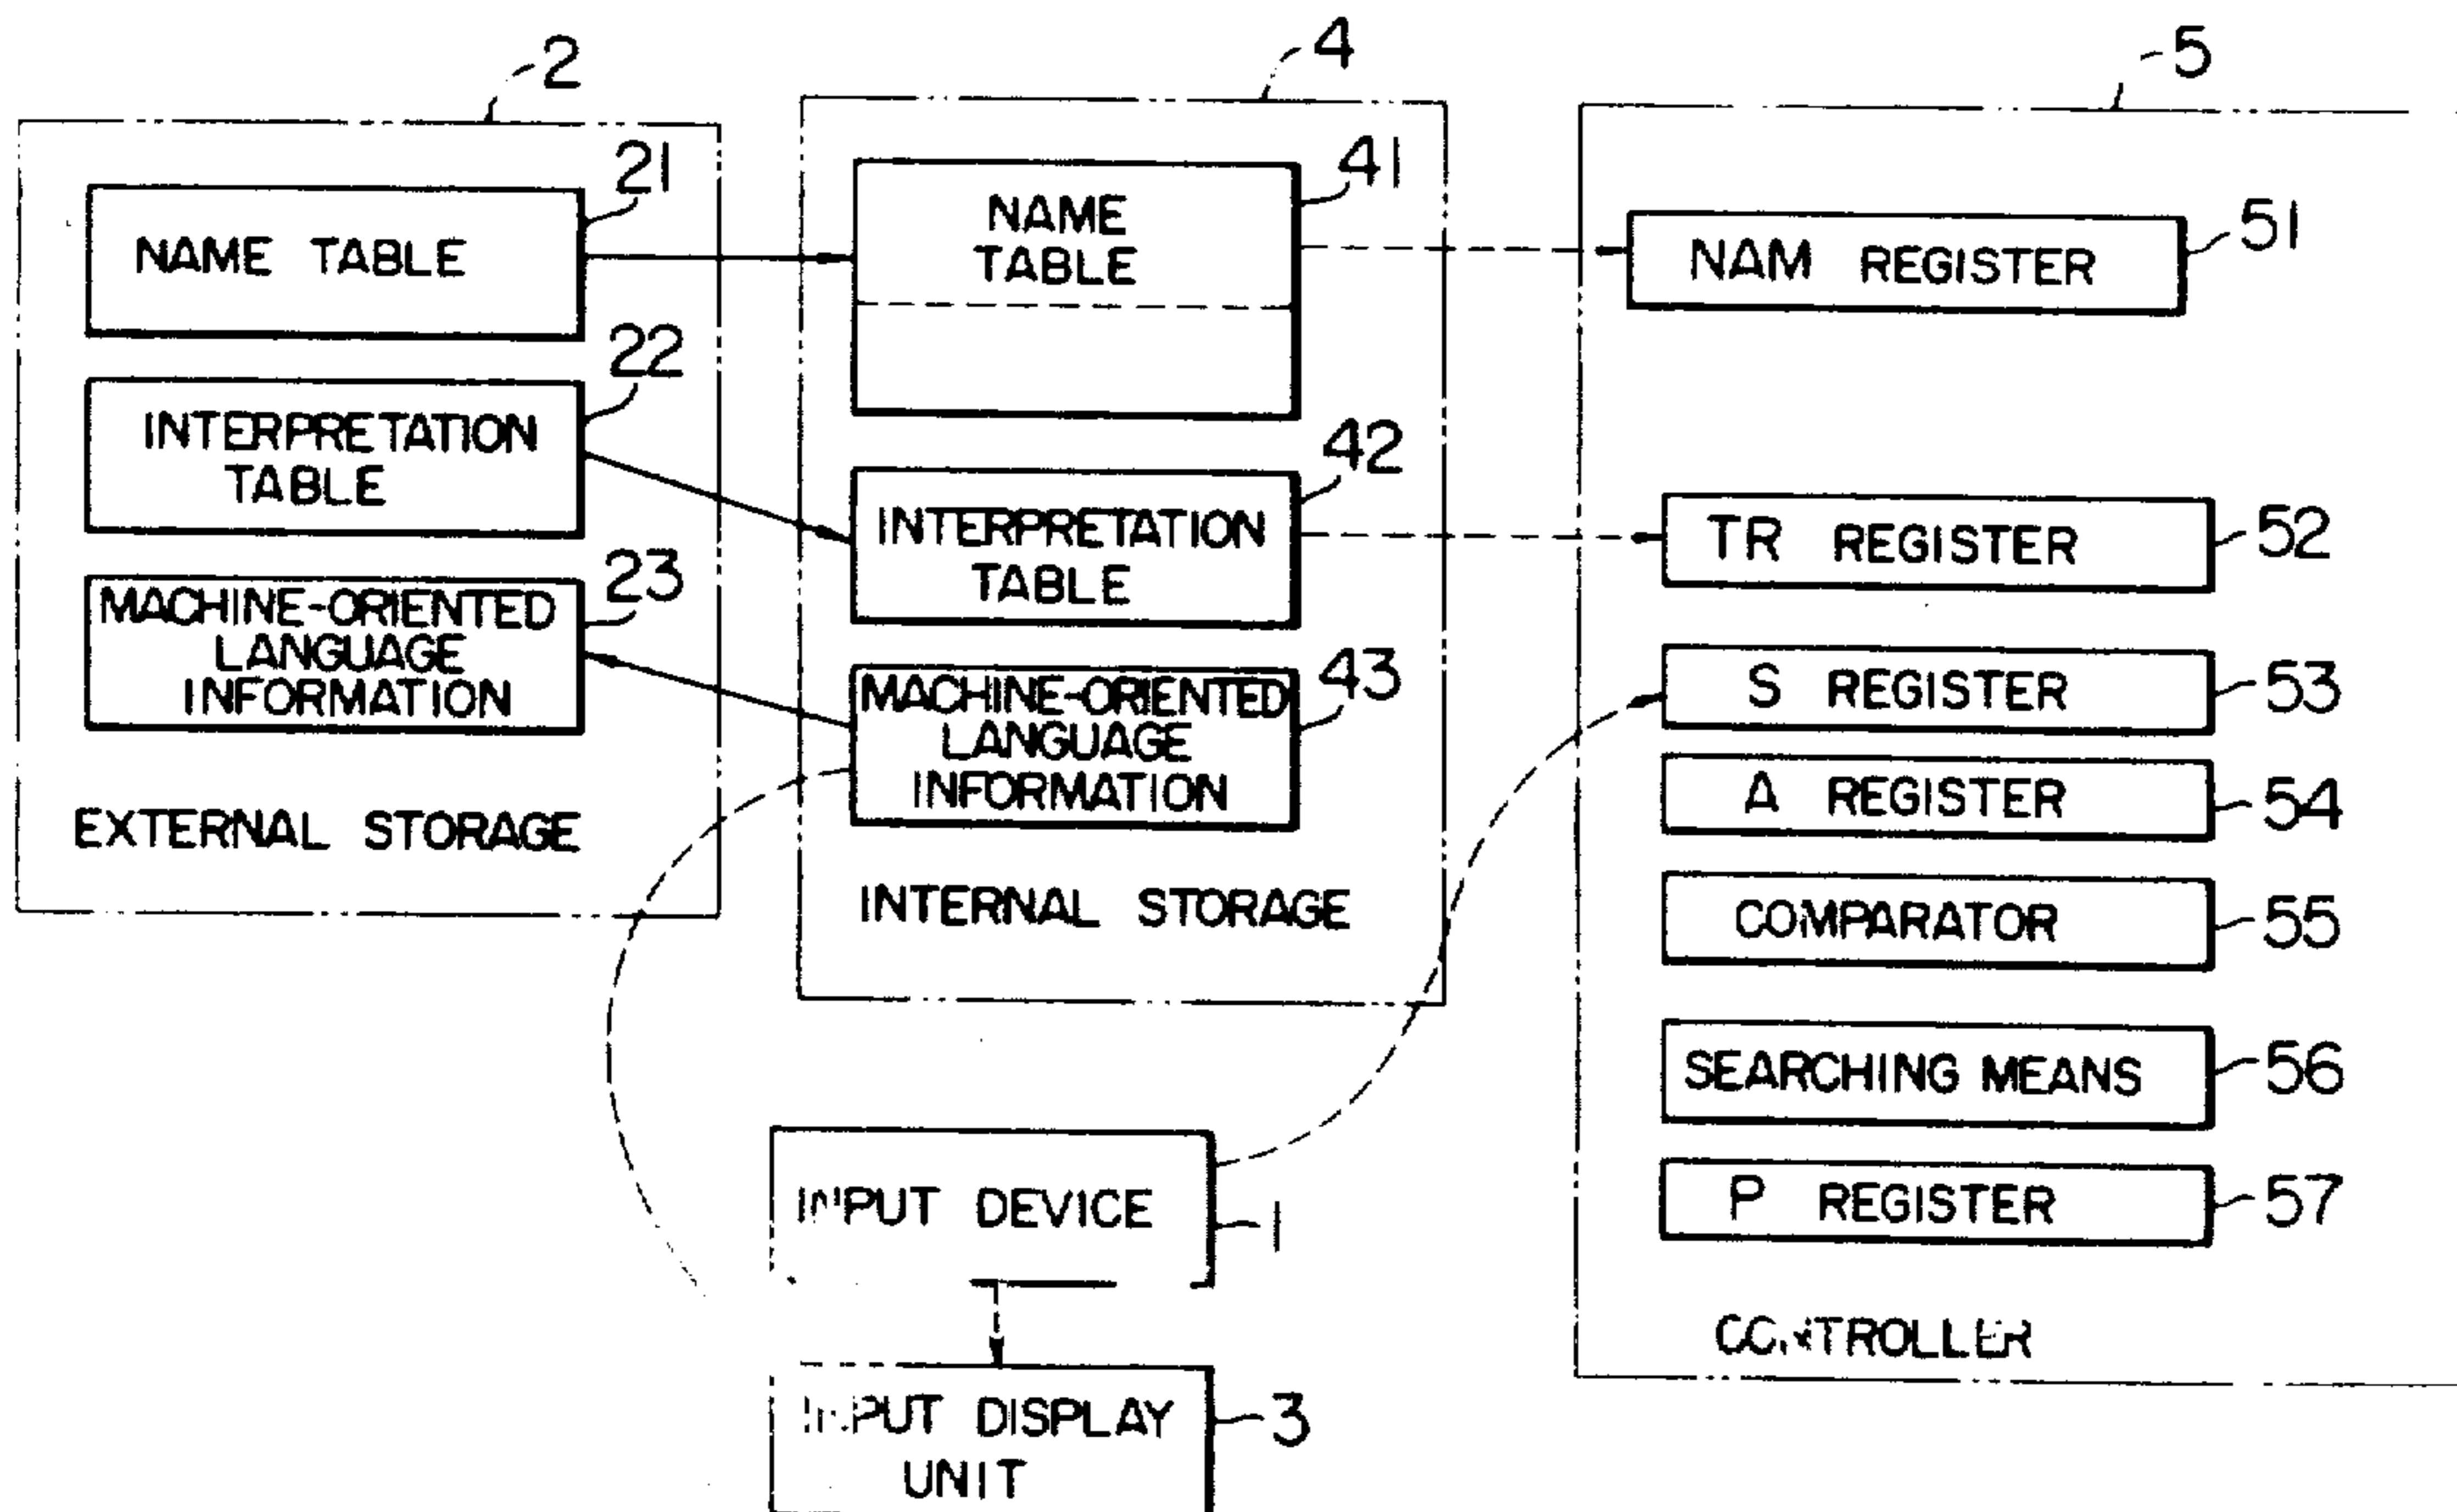 2
21
NAME TABLE
22
INTERPRETATION
TABLE
23
MACHINE-ORIENTED
LANGUAGE
INFORMATION
EXTERNAL STORAGE
4
41
NAME
TABLE
42
INTERPRETATION
TABLE
43
MACHINE-ORIENTED
LANGUAGE
INFORMATION
INTERNAL STORAGE
INPUT DEVICE
1
INPUT DISPLAY
UNIT
3
5
NAM REGISTER
51
TR REGISTER
52
S REGISTER
53
A REGISTER
54
COMPARATOR
55
SEARCHING MEANS
56
P REGISTER
57
CONTROLLER